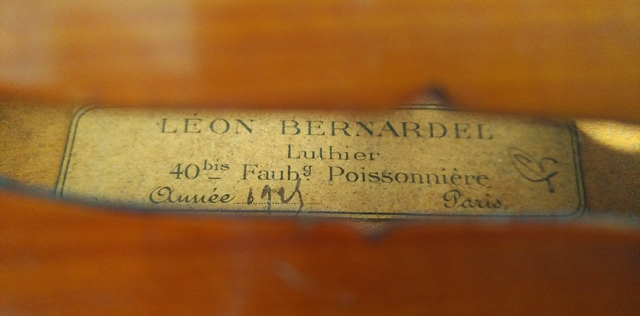 LÉON BERNARDEL
Luthier
40bis Faubg. Poissonnière
Année Paris